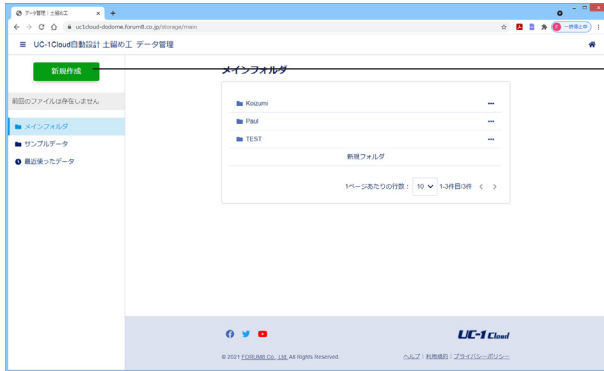 データ管理 | 土留め工
uc1cloud-dodome.forum8.co.jp/storage/main
一時停止中
UC-1Cloud自動設計 土留め工 データ管理
新規作成
メインフォルダ
前回のファイルは存在しません
メインフォルダ
サンプルデータ
最近使ったデータ
Koizumi
Paul
TEST
新規フォルダ
1ページあたりの行数： 10 1-3件目/3件
UC-1 Cloud
© 2021 FORUM8 Co., Ltd. All Rights Reserved.
ヘルプ | 利用規約 | プライバシーポリシー